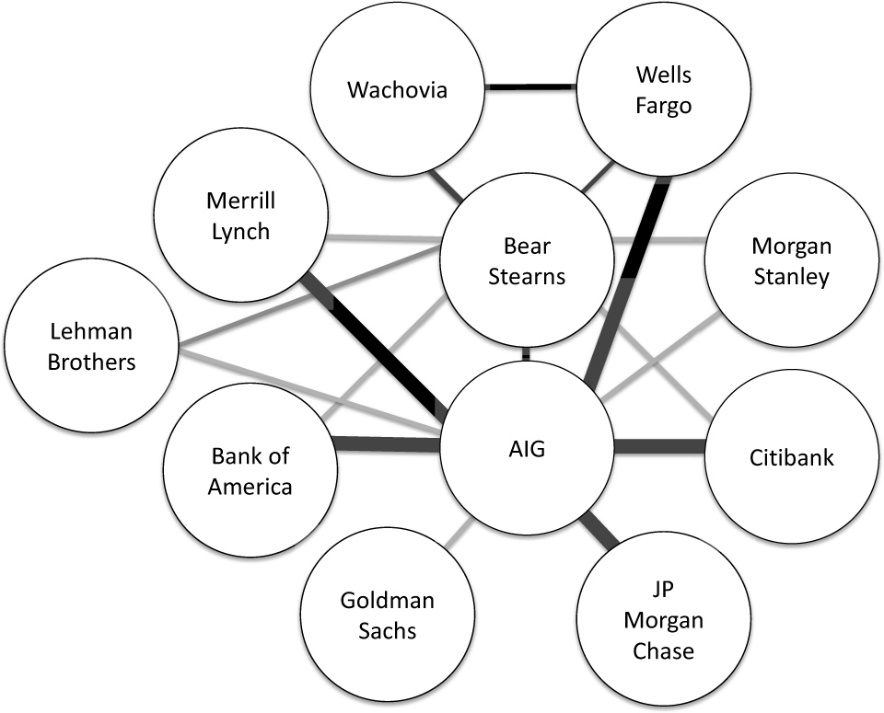 Wachovia
Wells
Fargo
Merrill
Lynch
Bear
Stearns
Morgan
Stanley
Lehman
Brothers
Bank of
America
AIG
Citibank
Goldman
Sachs
JP
Morgan
Chase